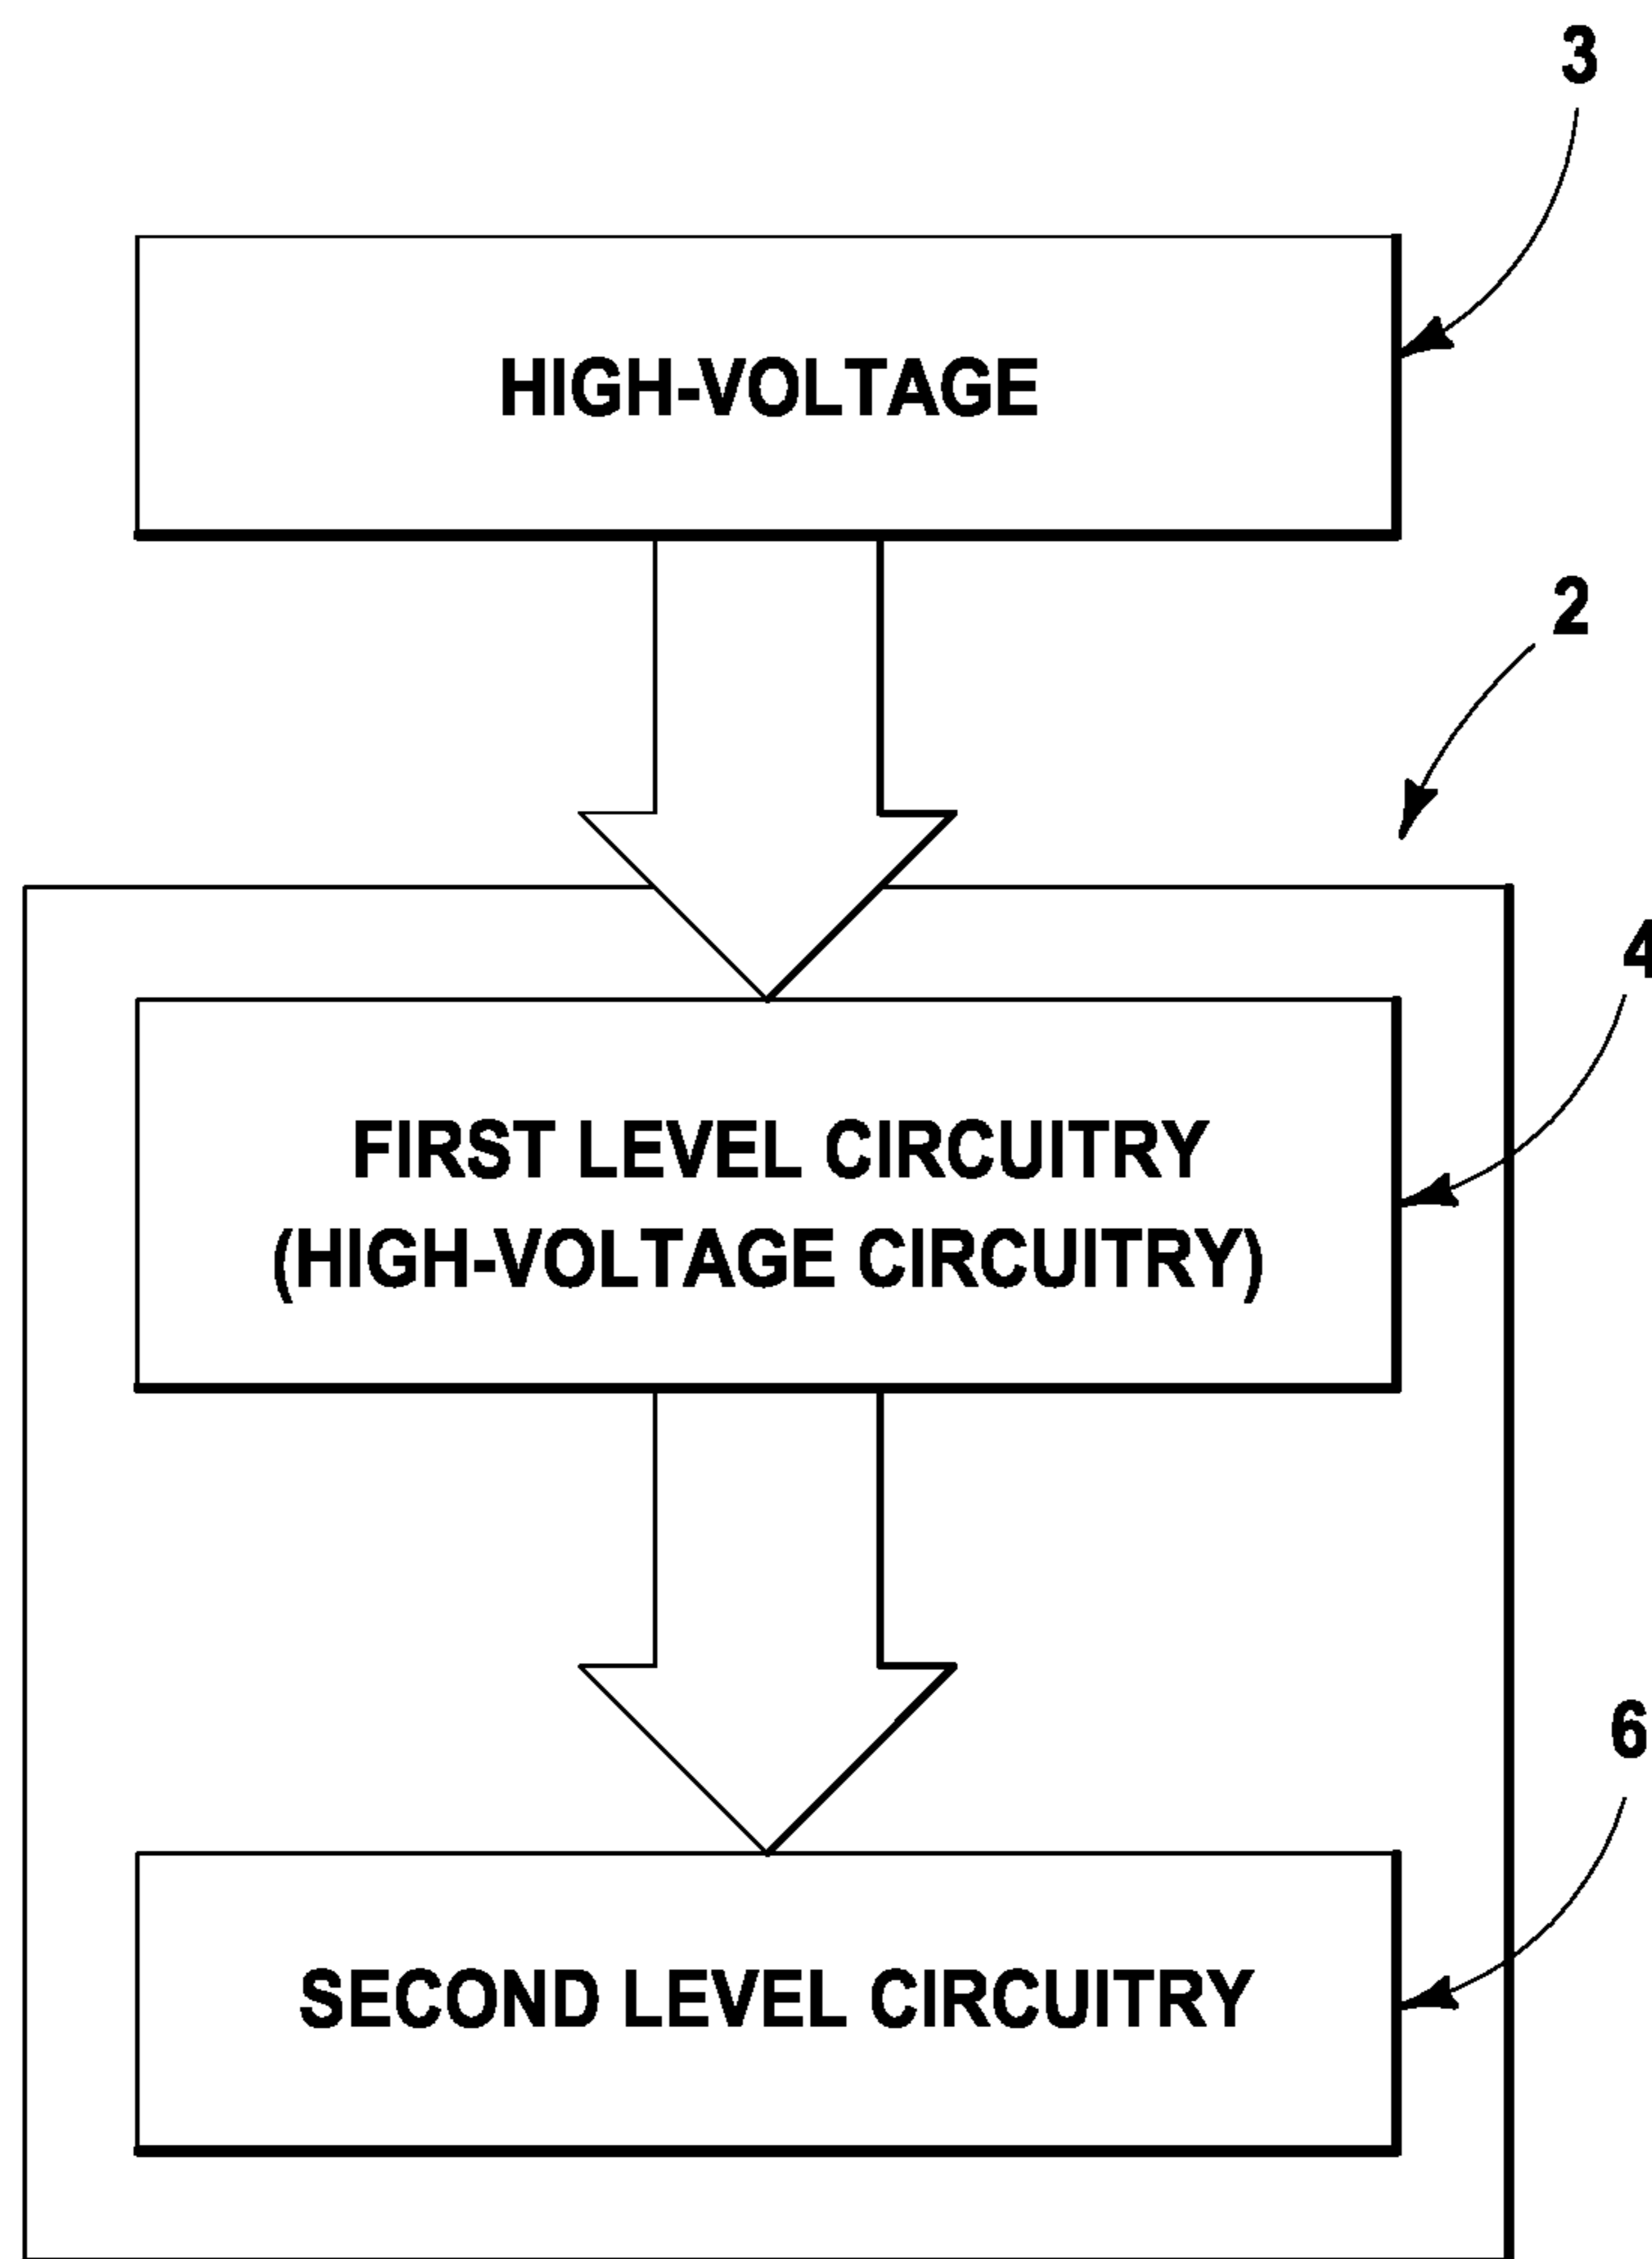 3
HIGH-VOLTAGE
2
4
FIRST LEVEL CIRCUITRY
(HIGH-VOLTAGE CIRCUITRY)
6
SECOND LEVEL CIRCUITRY